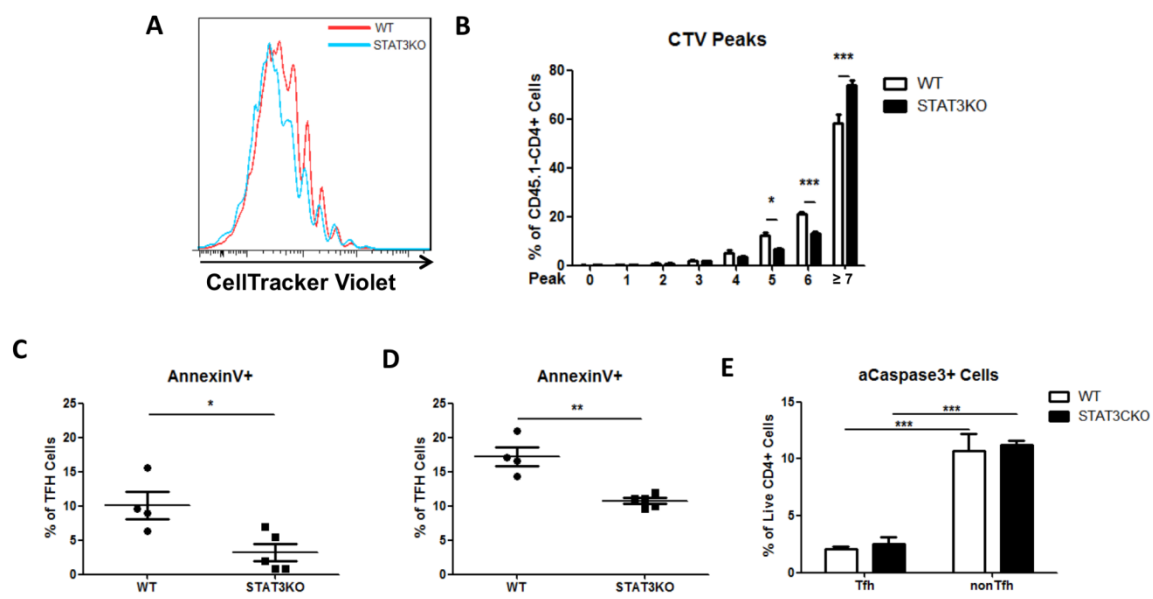 A
WT
STAT3KO
CellTracker Violet
B
CTV Peaks
% of CD45.1-CD4+ Cells
80
60
40
20
0
***
***
*
WT
STAT3KO
Peak 0 1 2 3 4 5 6 ≥ 7
C
AnnexinV+
% of TFH Cells
25
20
15
10
5
0
*
WT STAT3KO
D
AnnexinV+
% of TFH Cells
25
20
15
10
5
0
**
WT STAT3KO
E
aCaspase3+ Cells
% of Live CD4+ Cells
15
10
5
0
***
***
WT
STAT3CKO
Tfh nonTfh